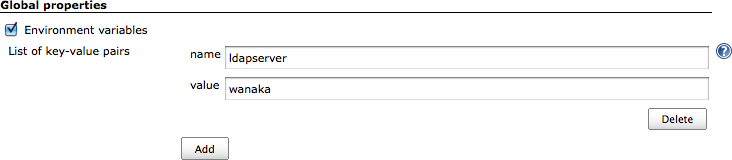 Global properties
Environment variables
List of key-value pairs name ldapserver
value wanaka
Delete
Add